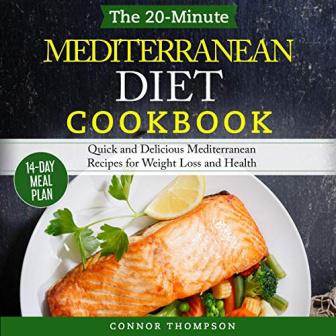 The 20-Minute
MEDITERRANEAN
DIET
COOKBOOK
Quick and Delicious Mediterranean
Recipes for Weight Loss and Health
14-DAY
MEAL
PLAN
CONNOR THOMPSON